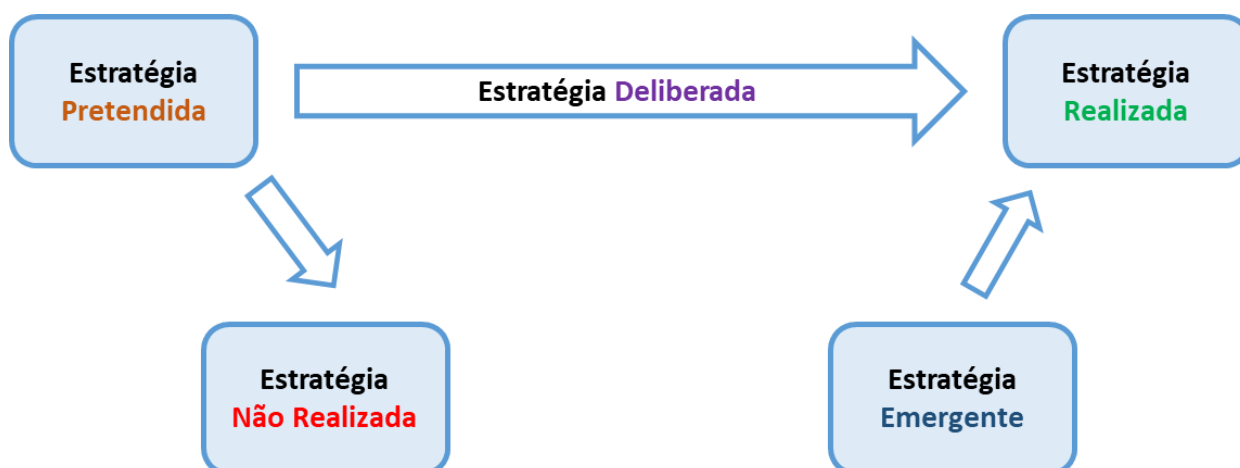 Estratégia
Pretendida
Estratégia Deliberada
Estratégia
Realizada
Estratégia
Não Realizada
Estratégia
Emergente